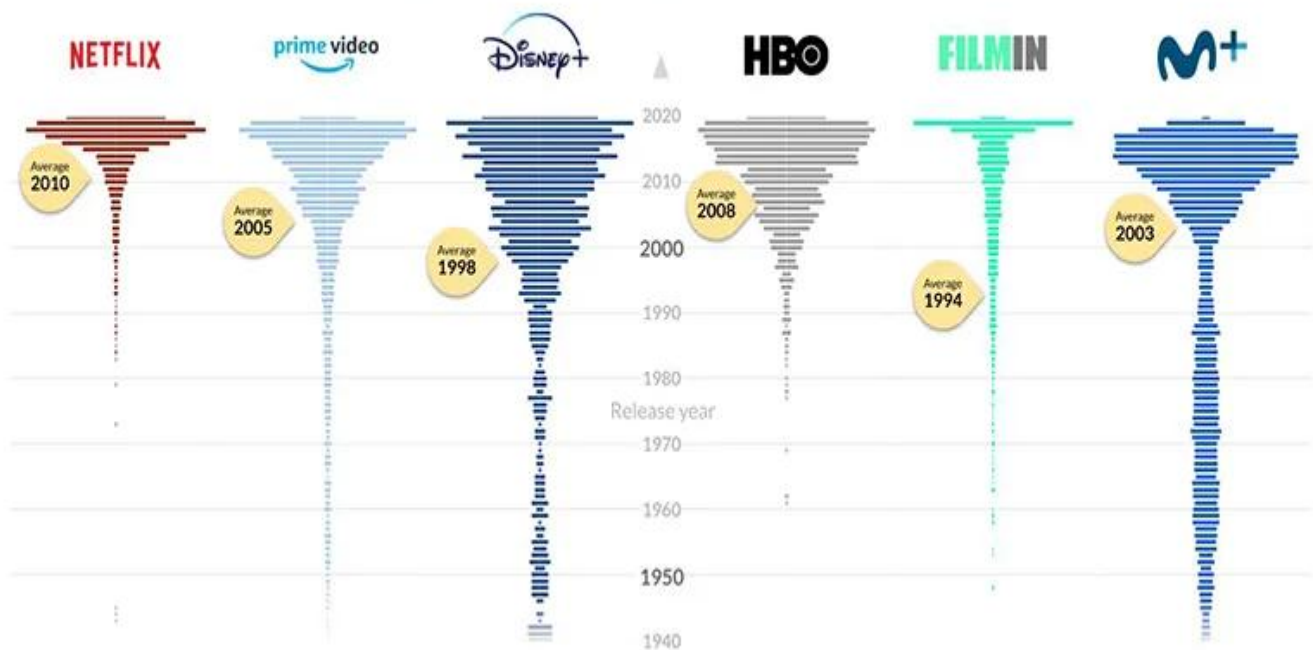 NETFLIX
prime video
Disney+
HBO
FILMIN
M+
2020
Average
2010
2010
Average
2008
Average
2005
Average
2003
2000
Average
1998
Average
1994
1990
1980
Release year
1970
1960
1950
1940